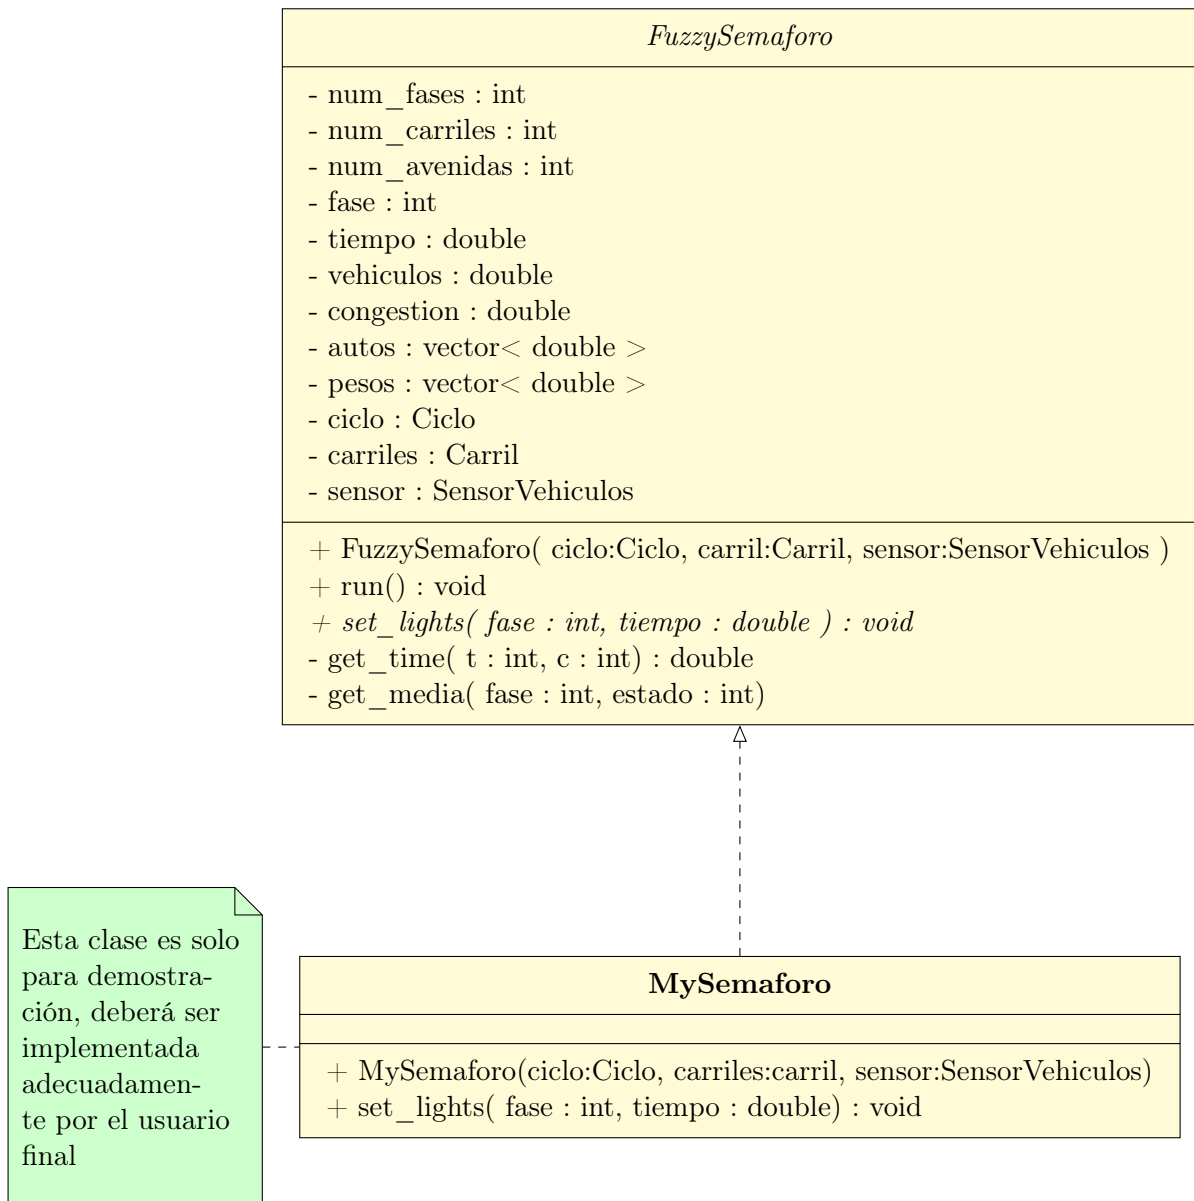 FuzzySemaforo
- num_fases : int
- num_carriles : int
- num_avenidas : int
- fase : int
- tiempo : double
- vehiculos : double
- congestion : double
- autos : vector< double >
- pesos : vector< double >
- ciclo : Ciclo
- carriles : Carril
- sensor : SensorVehiculos
+ FuzzySemaforo( ciclo:Ciclo, carril:Carril, sensor:SensorVehiculos )
+ run() : void
+ set_lights( fase : int, tiempo : double ) : void
- get_time( t : int, c : int) : double
- get_media( fase : int, estado : int)
Esta clase es solo
para demostra-
ción, deberá ser
implementada
adecuadamen-
te por el usuario
final
MySemaforo
+ MySemaforo(ciclo:Ciclo, carriles:carril, sensor:SensorVehiculos)
+ set_lights( fase : int, tiempo : double) : void